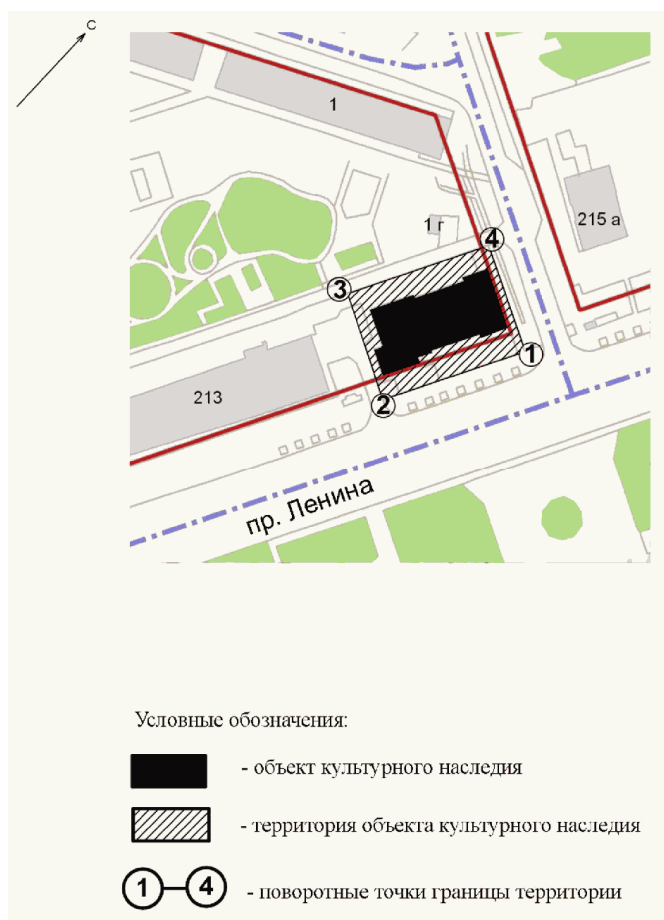 С
1
1 г
4
215 а
3
1
213
2
пр. Ленина
Условные обозначения:
- объект культурного наследия
- территория объекта культурного наследия
1 4 - поворотные точки границы территории